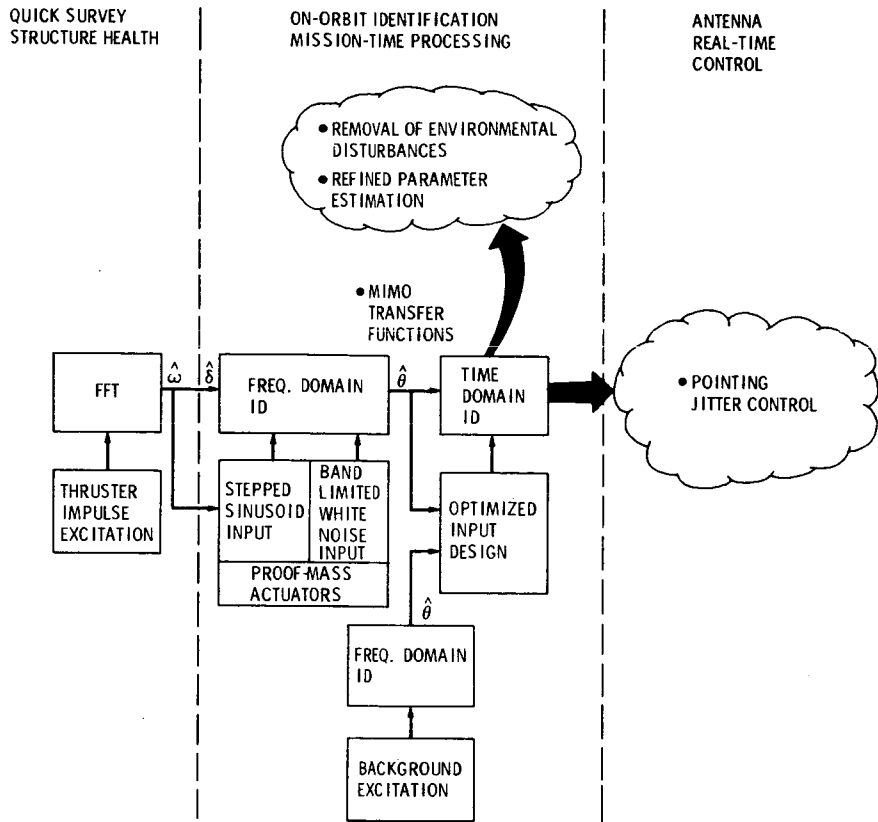 QUICK SURVEY
STRUCTURE HEALTH
ON-ORBIT IDENTIFICATION
MISSION-TIME PROCESSING
ANTENNA
REAL-TIME
CONTROL
● REMOVAL OF ENVIRONMENTAL
DISTURBANCES
● REFINED PARAMETER
ESTIMATION
● MIMO
TRANSFER
FUNCTIONS
FFT
ω̂
δ̂
FREQ. DOMAIN
ID
θ̂
TIME
DOMAIN
ID
● POINTING
JITTER CONTROL
THRUSTER
IMPULSE
EXCITATION
STEPPED
SINUSOID
INPUT
BAND
LIMITED
WHITE
NOISE
INPUT
PROOF-MASS
ACTUATORS
OPTIMIZED
INPUT
DESIGN
θ̂
FREQ. DOMAIN
ID
BACKGROUND
EXCITATION